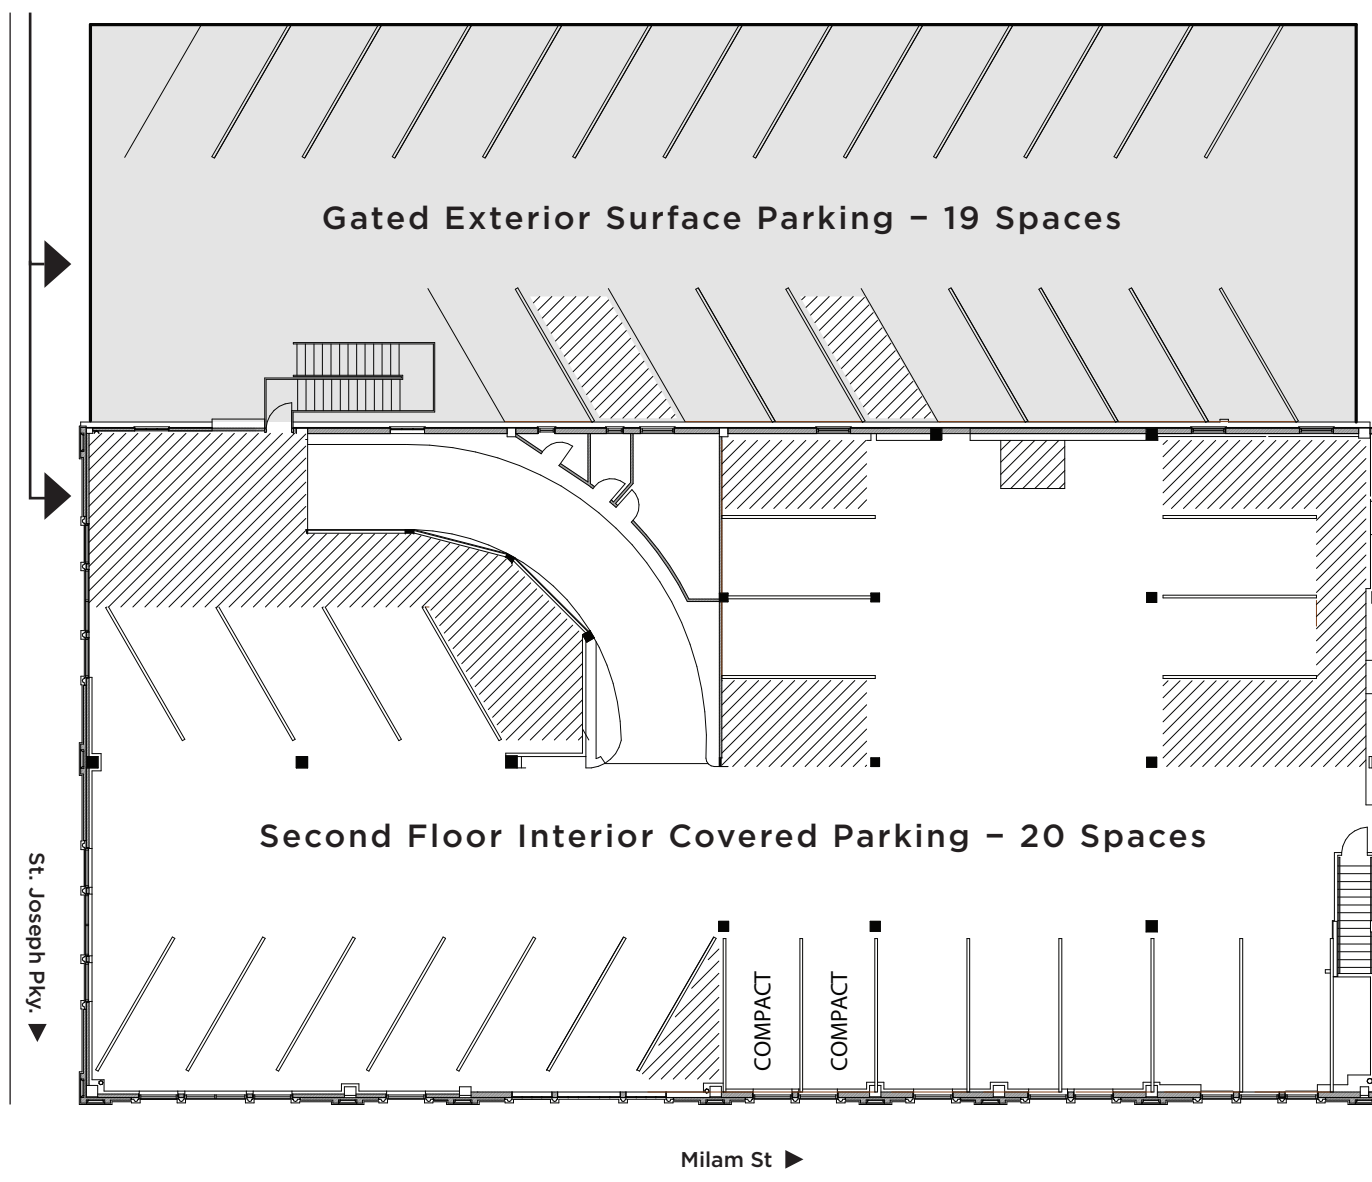 Gated Exterior Surface Parking – 19 Spaces
Second Floor Interior Covered Parking – 20 Spaces
St. Joseph Pky. ▶
COMPACT
COMPACT
Milam St ▶